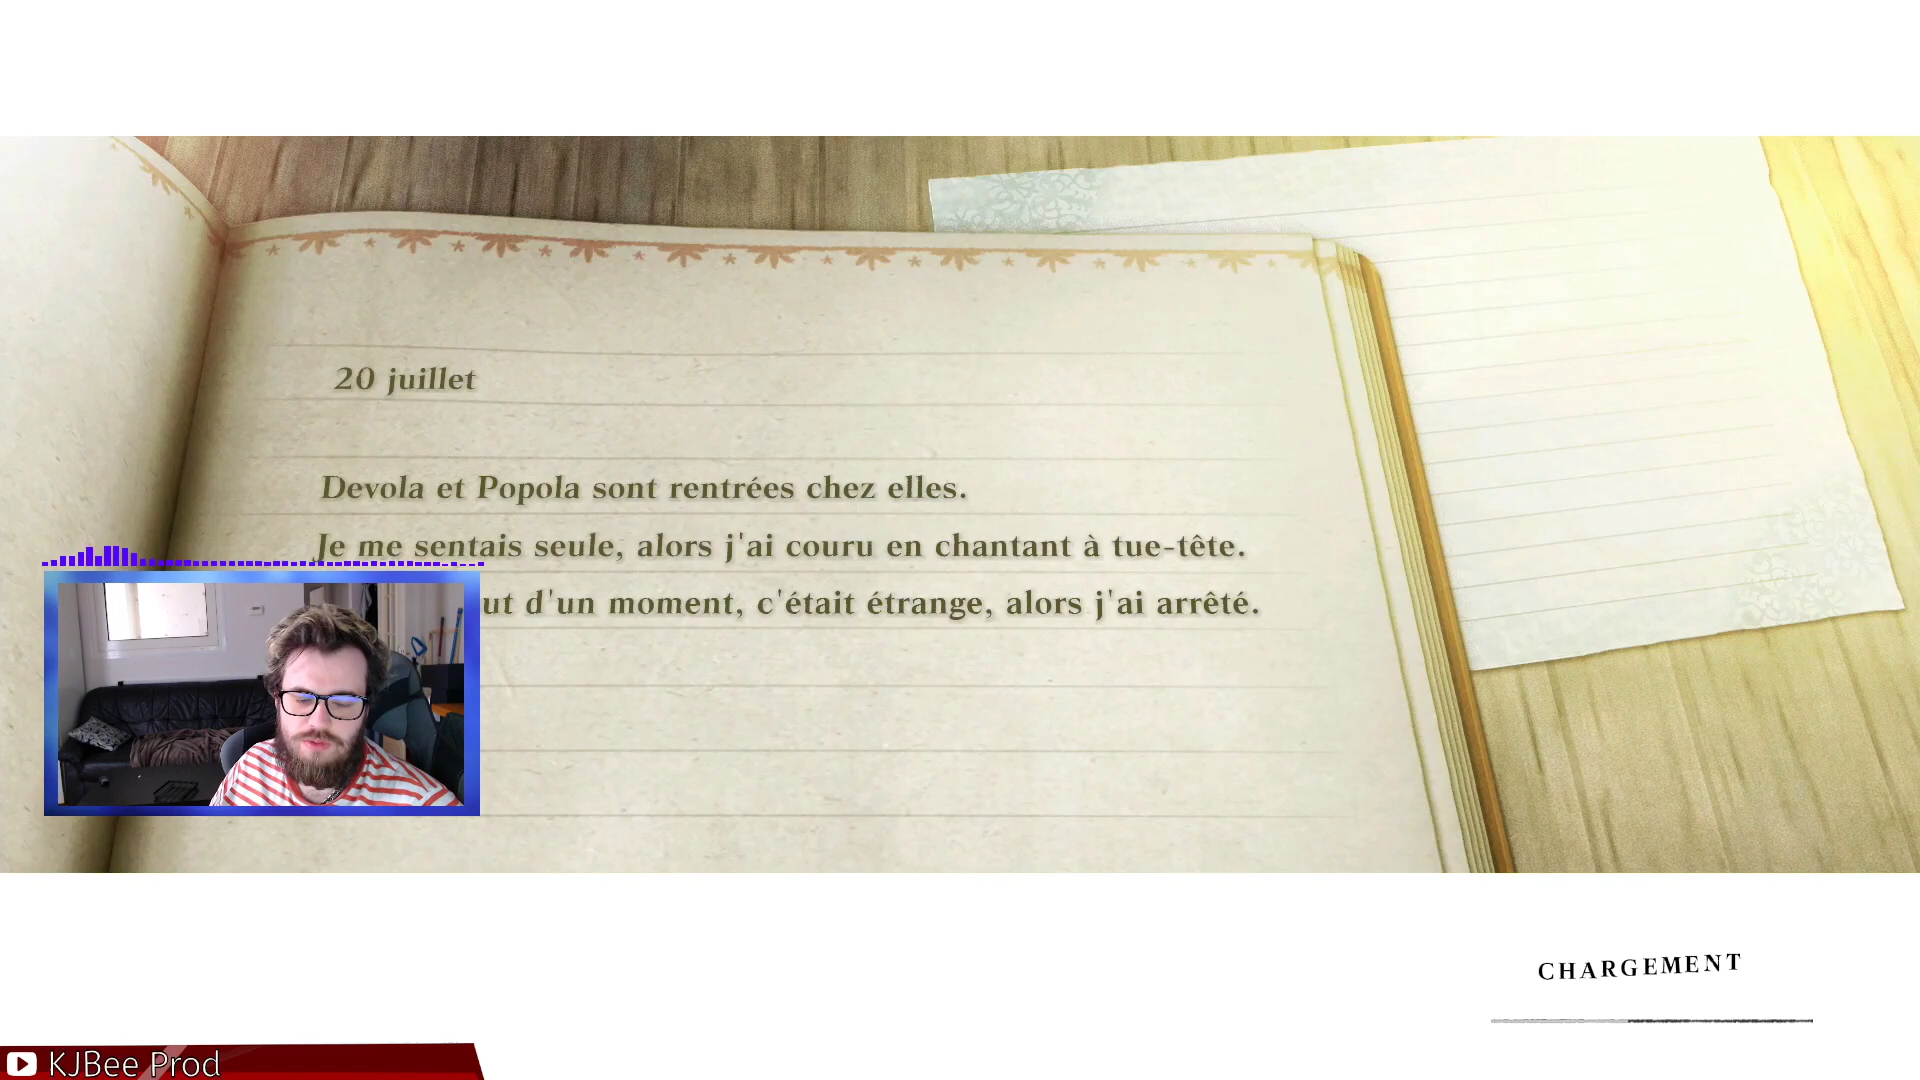 20 juillet
Devola et Popola sont rentrées chez elles.
Je me sentais seule, alors j'ai couru en chantant à tue-tête.
d'un moment, c'était étrange, alors j'ai arrêté.
CHARGEMENT
KJBee Prod